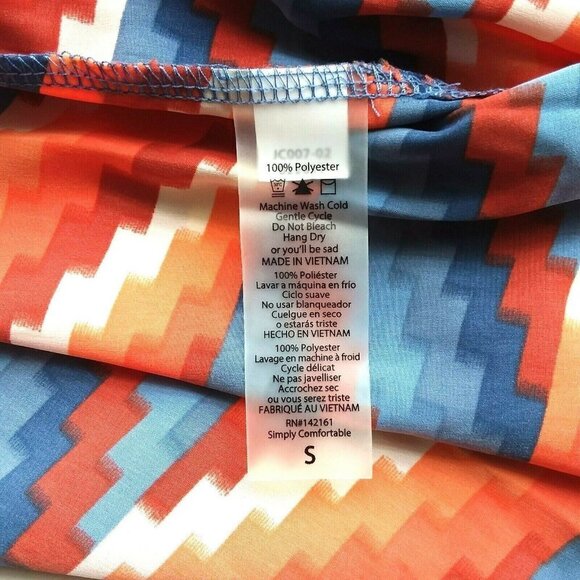 JC007-02
100% Polyester
Machine Wash Cold
Gentle Cycle
Do Not Bleach
Hang Dry
or you'll be sad
MADE IN VIETNAM
100% Poliéster
Lavar a máquina en frío
Ciclo suave
No usar blanqueador
Cuelgue en seco
o estarás triste
HECHO EN VIETNAM
100% Polyester
Lavage en machine à froid
Cycle délicat
Ne pas javelliser
Accrochez sec
ou vous serez triste
FABRIQUÉ AU VIETNAM
RN#142161
Simply Comfortable
S